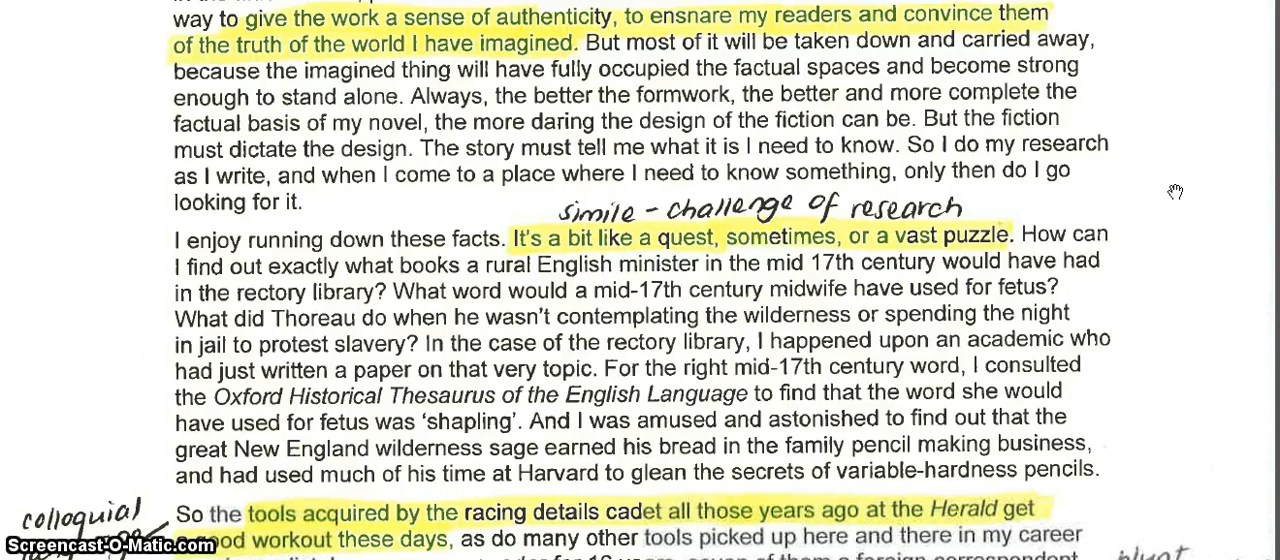 way to give the work a sense of authenticity, to ensnare my readers and convince them
of the truth of the world I have imagined. But most of it will be taken down and carried away,
because the imagined thing will have fully occupied the factual spaces and become strong
enough to stand alone. Always, the better the formwork, the better and more complete the
factual basis of my novel, the more daring the design of the fiction can be. But the fiction
must dictate the design. The story must tell me what it is I need to know. So I do my research
as I write, and when I come to a place where I need to know something, only then do I go
looking for it.
simile - challenge of research
I enjoy running down these facts. It's a bit like a quest, sometimes, or a vast puzzle. How can
I find out exactly what books a rural English minister in the mid 17th century would have had
in the rectory library? What word would a mid-17th century midwife have used for fetus?
What did Thoreau do when he wasn't contemplating the wilderness or spending the night
in jail to protest slavery? In the case of the rectory library, I happened upon an academic who
had just written a paper on that very topic. For the right mid-17th century word, I consulted
the Oxford Historical Thesaurus of the English Language to find that the word she would
have used for fetus was ‘shapling’. And I was amused and astonished to find out that the
great New England wilderness sage earned his bread in the family pencil making business,
and had used much of his time at Harvard to glean the secrets of variable-hardness pencils.
colloquial
So the tools acquired by the racing details cadet all those years ago at the Herald get
workout these days, as do many other tools picked up here and there in my career
Screencast-O-Matic.com